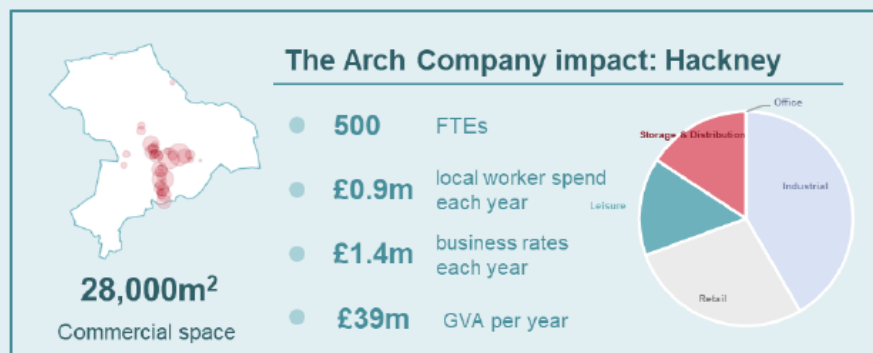 The Arch Company impact: Hackney
500 FTEs
£0.9m local worker spend
each year
£1.4m business rates
each year
£39m GVA per year
28,000m²
Commercial space
Office
Storage & Distribution
Industrial
Leisure
Retail